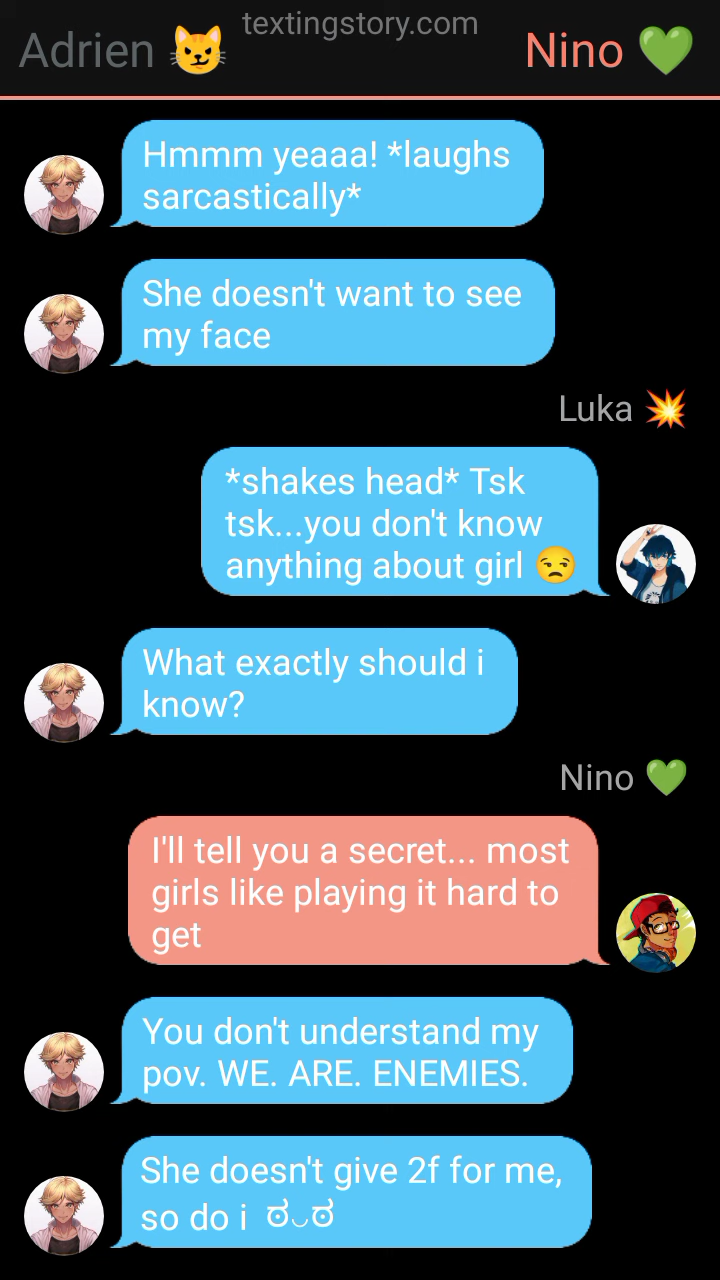 textingstory.com
Adrien 😼 Nino 💚
Hmmm yeaaa! *laughs
sarcastically*
She doesn't want to see
my face
Luka 💥
*shakes head* Tsk
tsk...you don't know
anything about girl 😒
What exactly should i
know?
Nino 💚
I'll tell you a secret... most
girls like playing it hard to
get
You don't understand my
pov. WE. ARE. ENEMIES.
She doesn't give 2f for me,
so do i ಠ◡ಠ